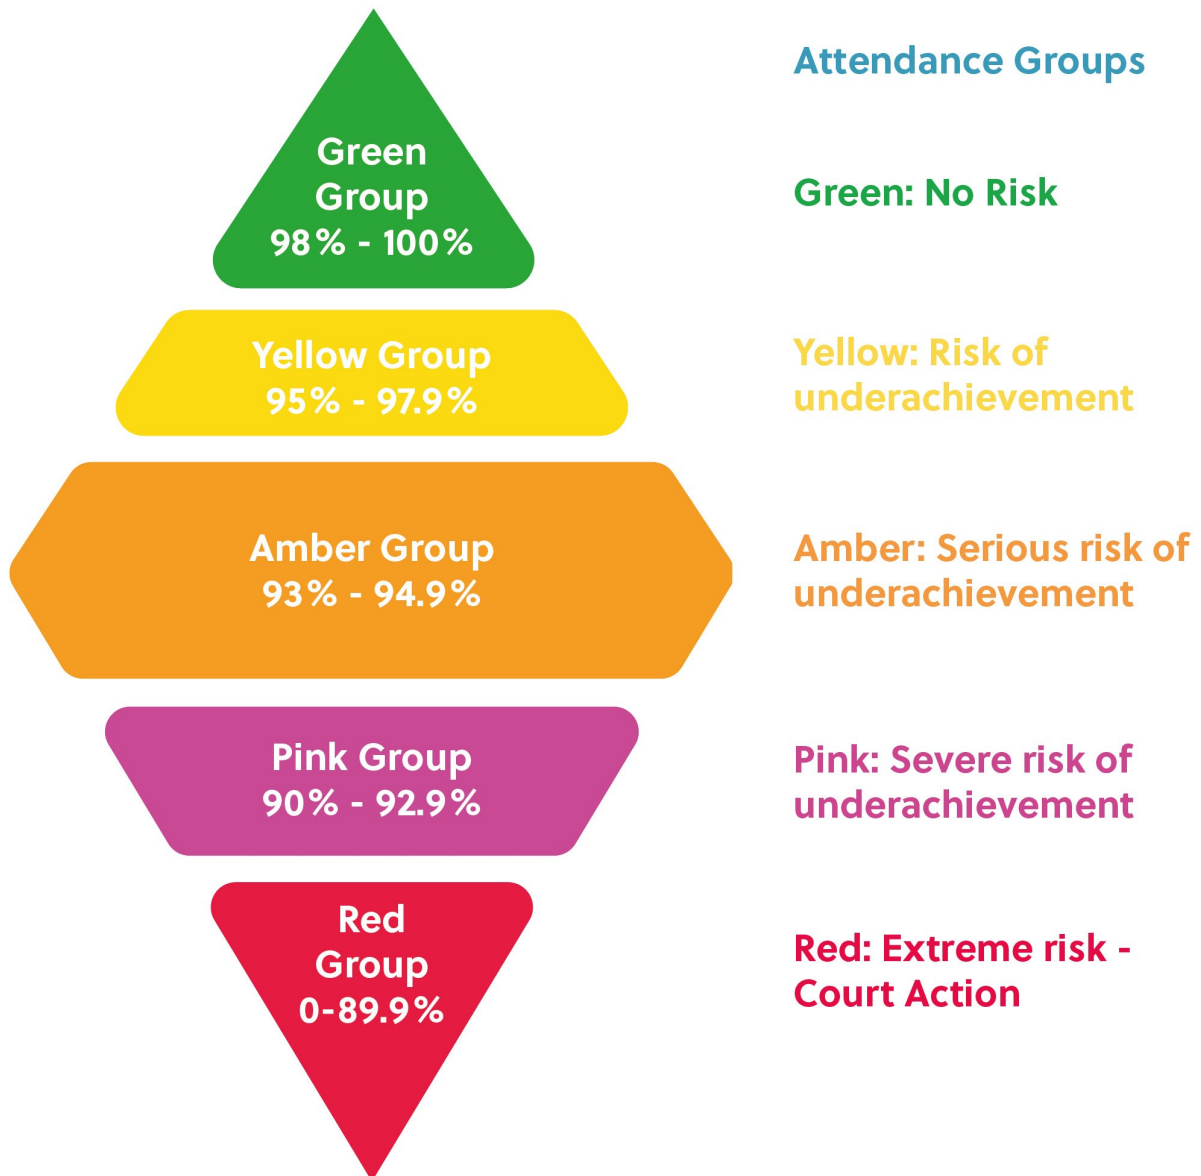 Attendance Groups
Green
Group
98% - 100%
Green: No Risk
Yellow Group
95% - 97.9%
Yellow: Risk of
underachievement
Amber Group
93% - 94.9%
Amber: Serious risk of
underachievement
Pink Group
90% - 92.9%
Pink: Severe risk of
underachievement
Red
Group
0-89.9%
Red: Extreme risk -
Court Action